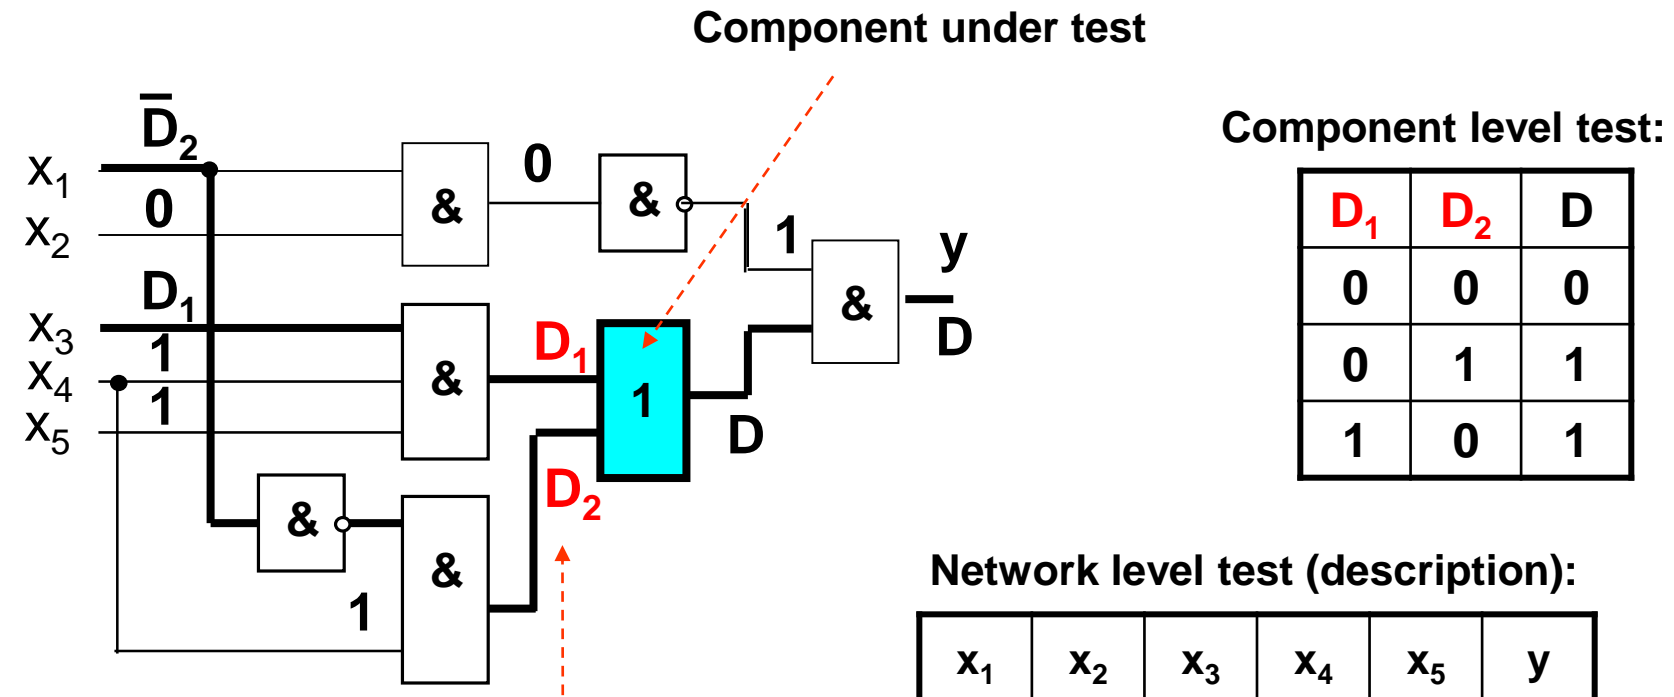 Component under test
D̅₂
x₁
0
x₂
D₁
x₃
1
x₄
1
x₅
&
0
&
1
&
y
D̅
&
D₁
1
D
D₂
&
&
1
Component level test:
D₁ D₂ D
0 0 0
0 1 1
1 0 1
Network level test (description):
x₁ x₂ x₃ x₄ x₅ y